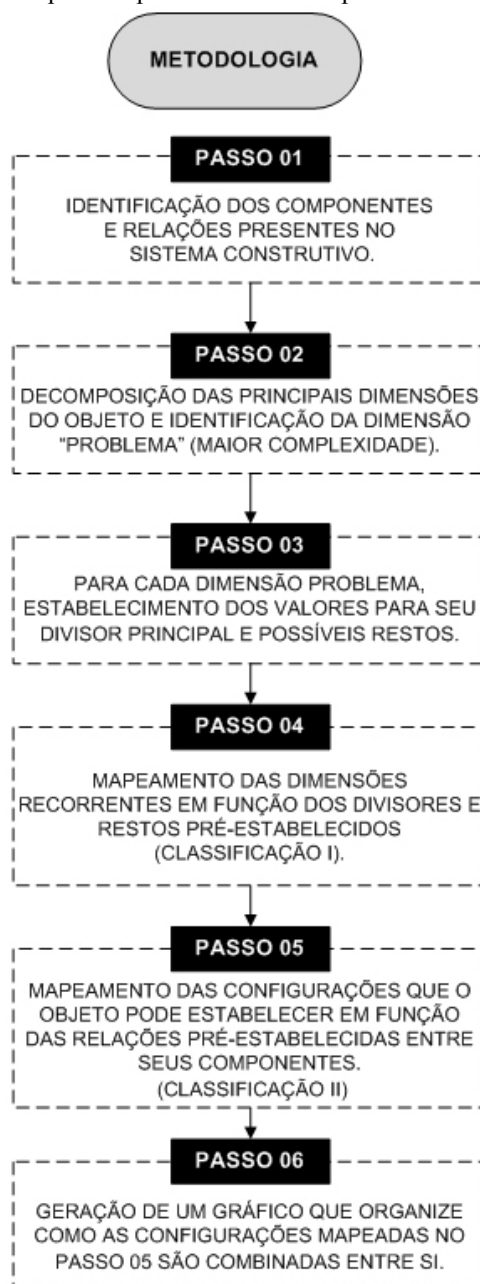 METODOLOGIA
PASSO 01
IDENTIFICAÇÃO DOS COMPONENTES
E RELAÇÕES PRESENTES NO
SISTEMA CONSTRUTIVO.
PASSO 02
DECOMPOSIÇÃO DAS PRINCIPAIS DIMENSÕES
DO OBJETO E IDENTIFICAÇÃO DA DIMENSÃO
“PROBLEMA” (MAIOR COMPLEXIDADE).
PASSO 03
PARA CADA DIMENSÃO PROBLEMA,
ESTABELECIMENTO DOS VALORES PARA SEU
DIVISOR PRINCIPAL E POSSÍVEIS RESTOS.
PASSO 04
MAPEAMENTO DAS DIMENSÕES
RECORRENTES EM FUNÇÃO DOS DIVISORES E
RESTOS PRÉ-ESTABELECIDOS
(CLASSIFICAÇÃO I).
PASSO 05
MAPEAMENTO DAS CONFIGURAÇÕES QUE O
OBJETO PODE ESTABELECER EM FUNÇÃO
DAS RELAÇÕES PRÉ-ESTABELECIDAS ENTRE
SEUS COMPONENTES.
(CLASSIFICAÇÃO II)
PASSO 06
GERAÇÃO DE UM GRÁFICO QUE ORGANIZE
COMO AS CONFIGURAÇÕES MAPEADAS NO
PASSO 05 SÃO COMBINADAS ENTRE SI.